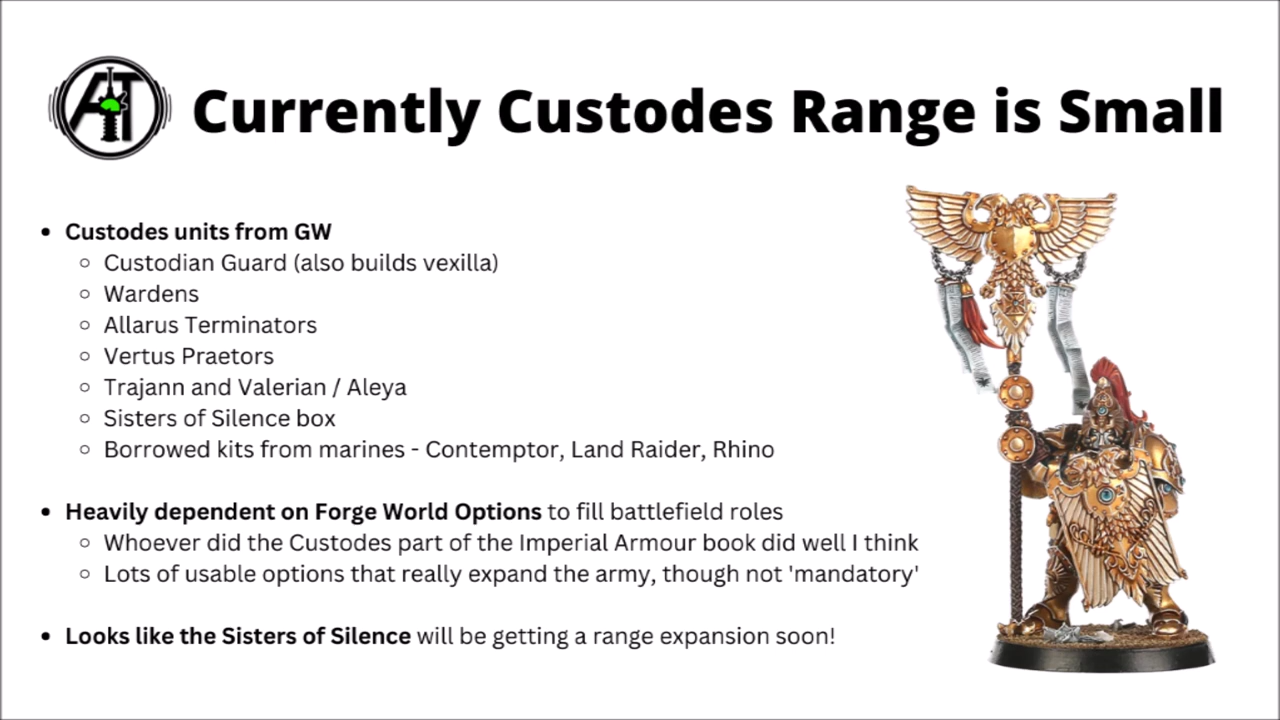 AT
Currently Custodes Range is Small
• Custodes units from GW
○ Custodian Guard (also builds vexilla)
○ Wardens
○ Allarus Terminators
○ Vertus Praetors
○ Trajann and Valerian / Aleya
○ Sisters of Silence box
○ Borrowed kits from marines - Contemptor, Land Raider, Rhino
• Heavily dependent on Forge World Options to fill battlefield roles
○ Whoever did the Custodes part of the Imperial Armour book did well I think
○ Lots of usable options that really expand the army, though not 'mandatory'
• Looks like the Sisters of Silence will be getting a range expansion soon!